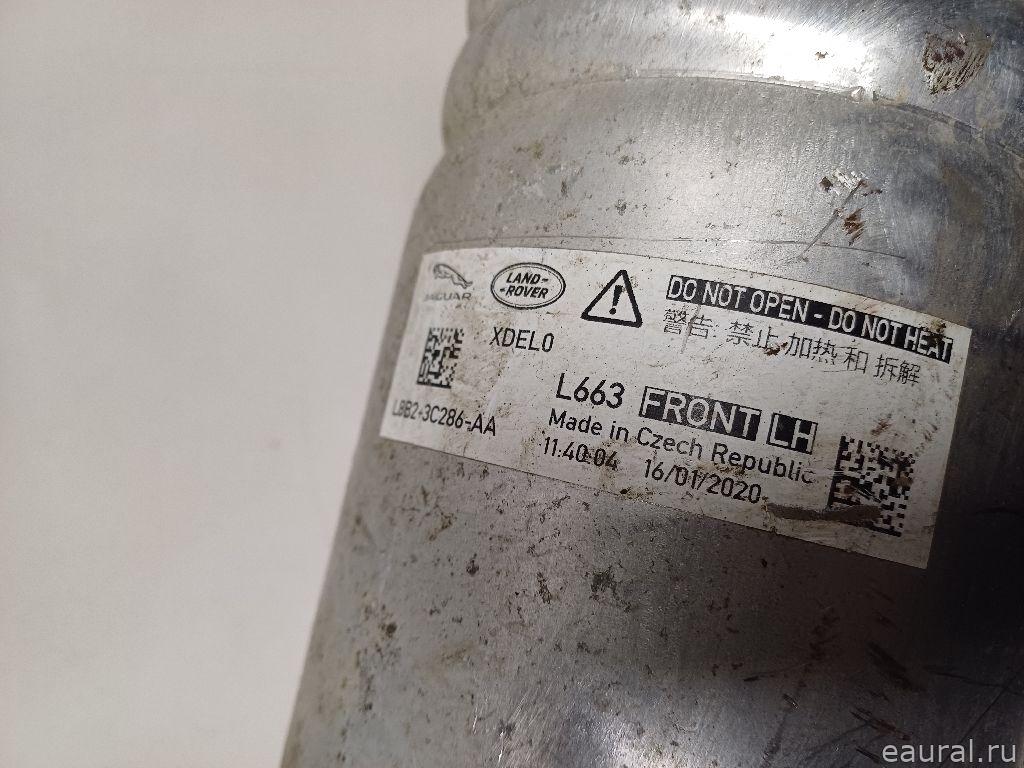 JAGUAR
LAND-
-ROVER
DO NOT OPEN - DO NOT HEAT
警告: 禁止 加热 和 拆解
XDEL0
L663 FRONT LH
L8B2-3C286-AA
Made in Czech Republic
11:40:04 16/01/2020
eaural.ru